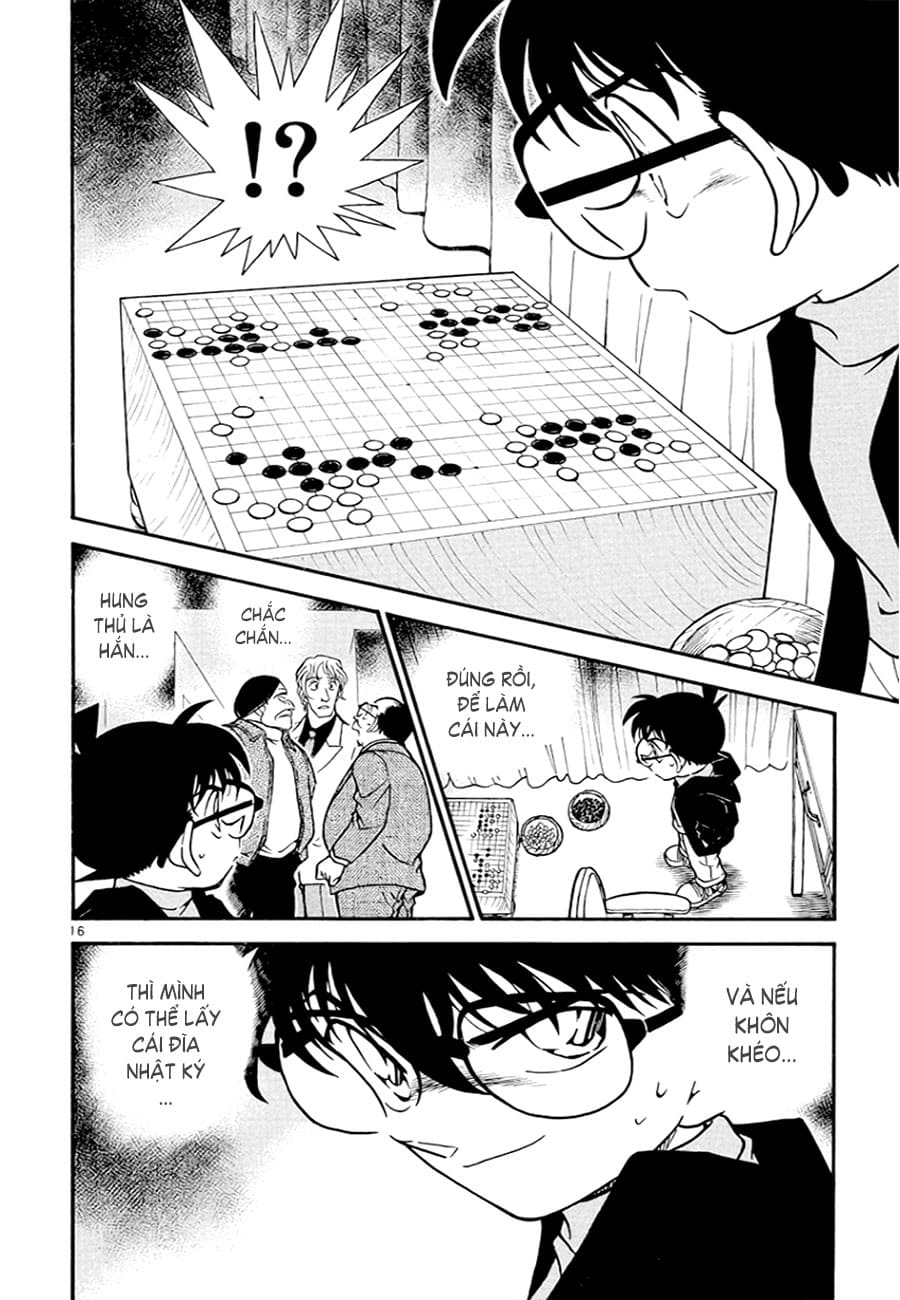 !?
ĐÚNG RỒI,
ĐỂ LÀM
CÁI NÀY...
CHẮC
CHẮN...
HUNG
THỦ LÀ
HẮN...
16
VÀ NẾU
KHÔN
KHÉO...
THÌ MÌNH
CÓ THỂ LẤY
CÁI ĐĨA
NHẬT KÝ
...